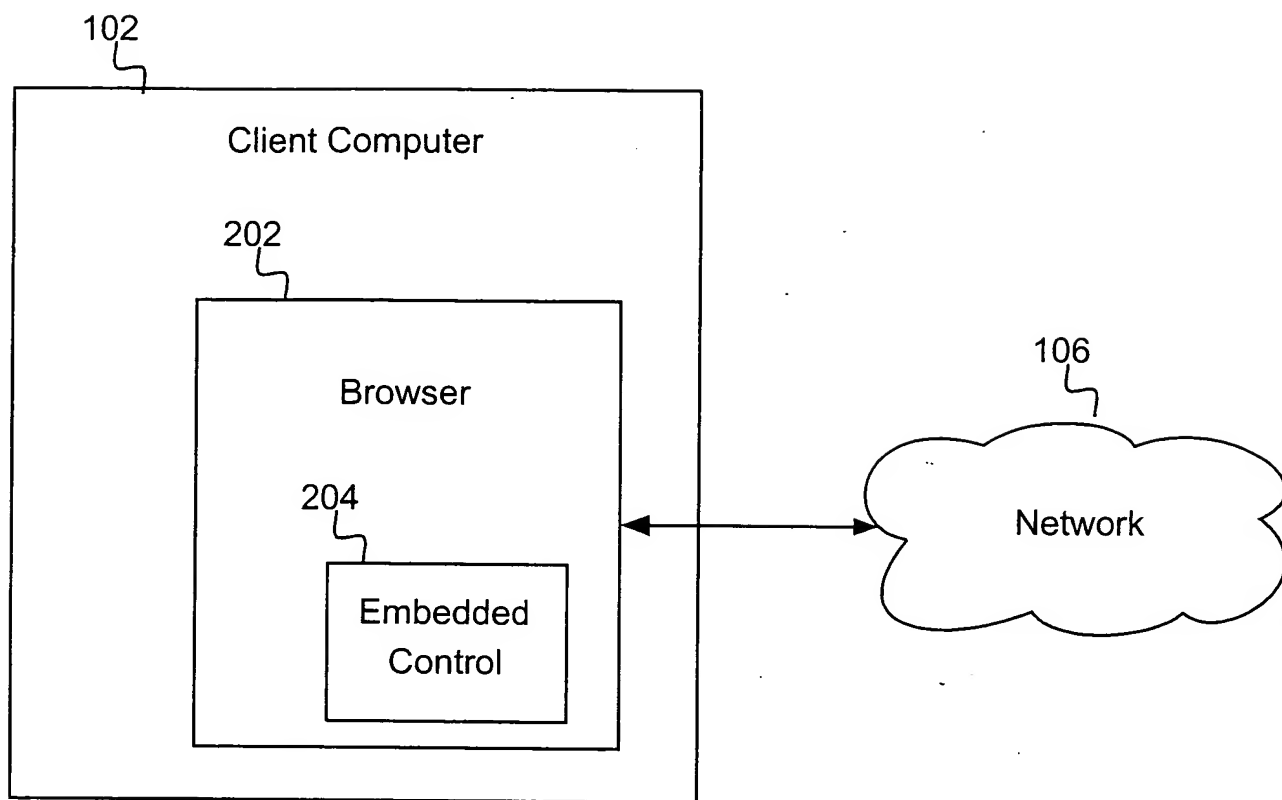 102
Client Computer
202
Browser
106
204
Network
Embedded
Control